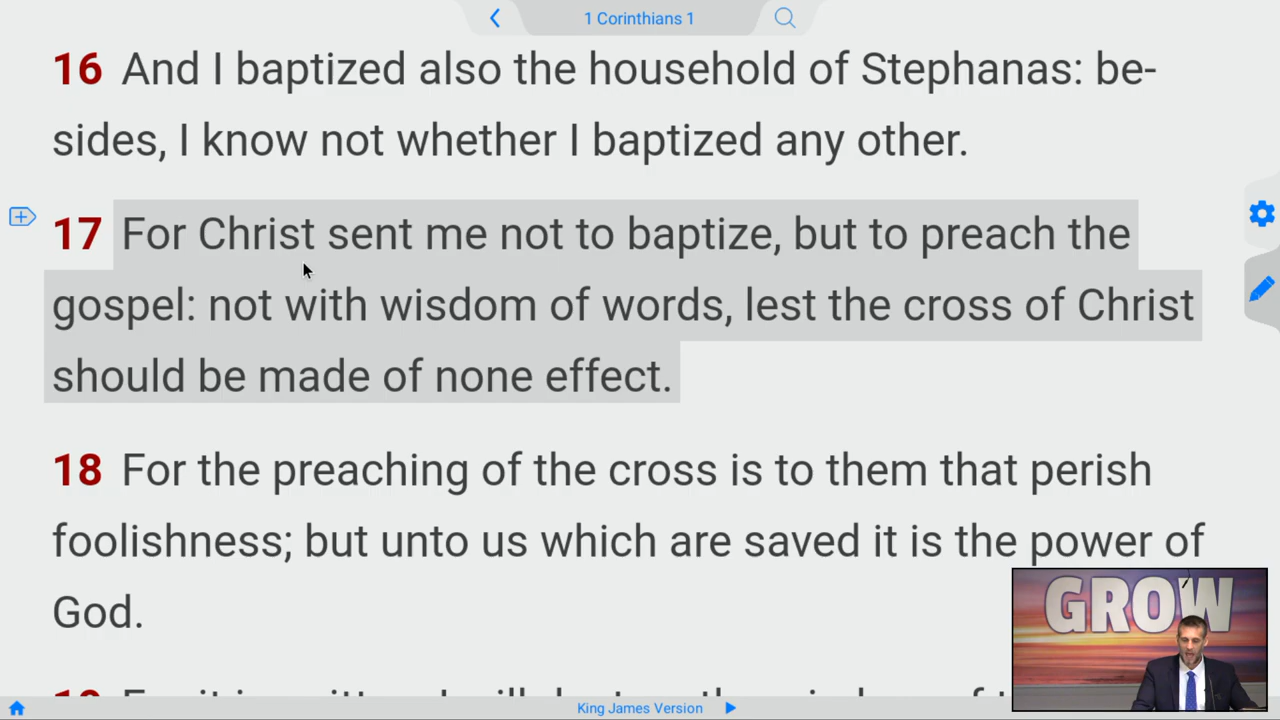 1 Corinthians 1
16 And I baptized also the household of Stephanas: be-
sides, I know not whether I baptized any other.
17 For Christ sent me not to baptize, but to preach the
gospel: not with wisdom of words, lest the cross of Christ
should be made of none effect.
18 For the preaching of the cross is to them that perish
foolishness; but unto us which are saved it is the power of
God.
GROW
King James Version